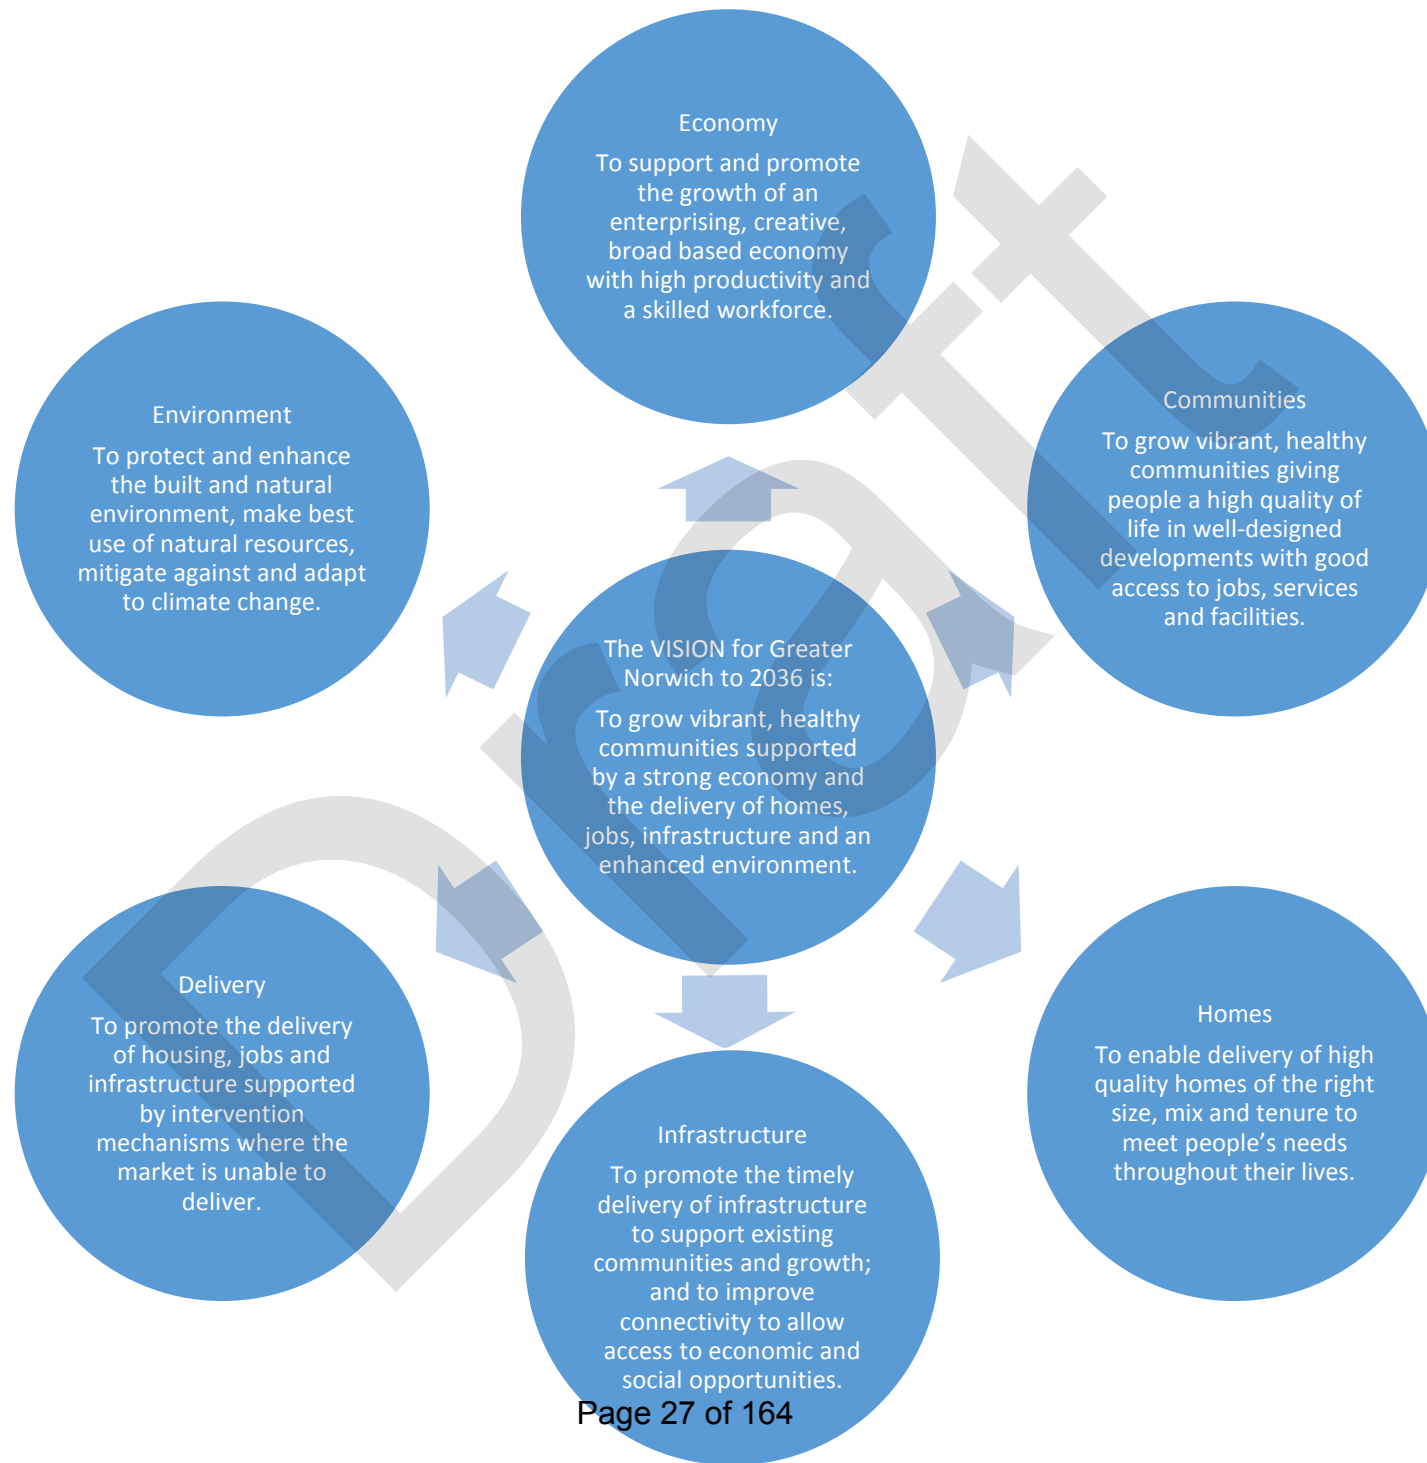 Economy
To support and promote
the growth of an
enterprising, creative,
broad based economy
with high productivity and
a skilled workforce.
Communities
To grow vibrant, healthy
communities giving
people a high quality of
life in well-designed
developments with good
access to jobs, services
and facilities.
Homes
To enable delivery of high
quality homes of the right
size, mix and tenure to
meet people’s needs
throughout their lives.
Infrastructure
To promote the timely
delivery of infrastructure
to support existing
communities and growth;
and to improve
connectivity to allow
access to economic and
social opportunities.
Delivery
To promote the delivery
of housing, jobs and
infrastructure supported
by intervention
mechanisms where the
market is unable to
deliver.
Environment
To protect and enhance
the built and natural
environment, make best
use of natural resources,
mitigate against and adapt
to climate change.
The VISION for Greater
Norwich to 2036 is:
To grow vibrant, healthy
communities supported
by a strong economy and
the delivery of homes,
jobs, infrastructure and an
enhanced environment.
Draft
Page 27 of 164